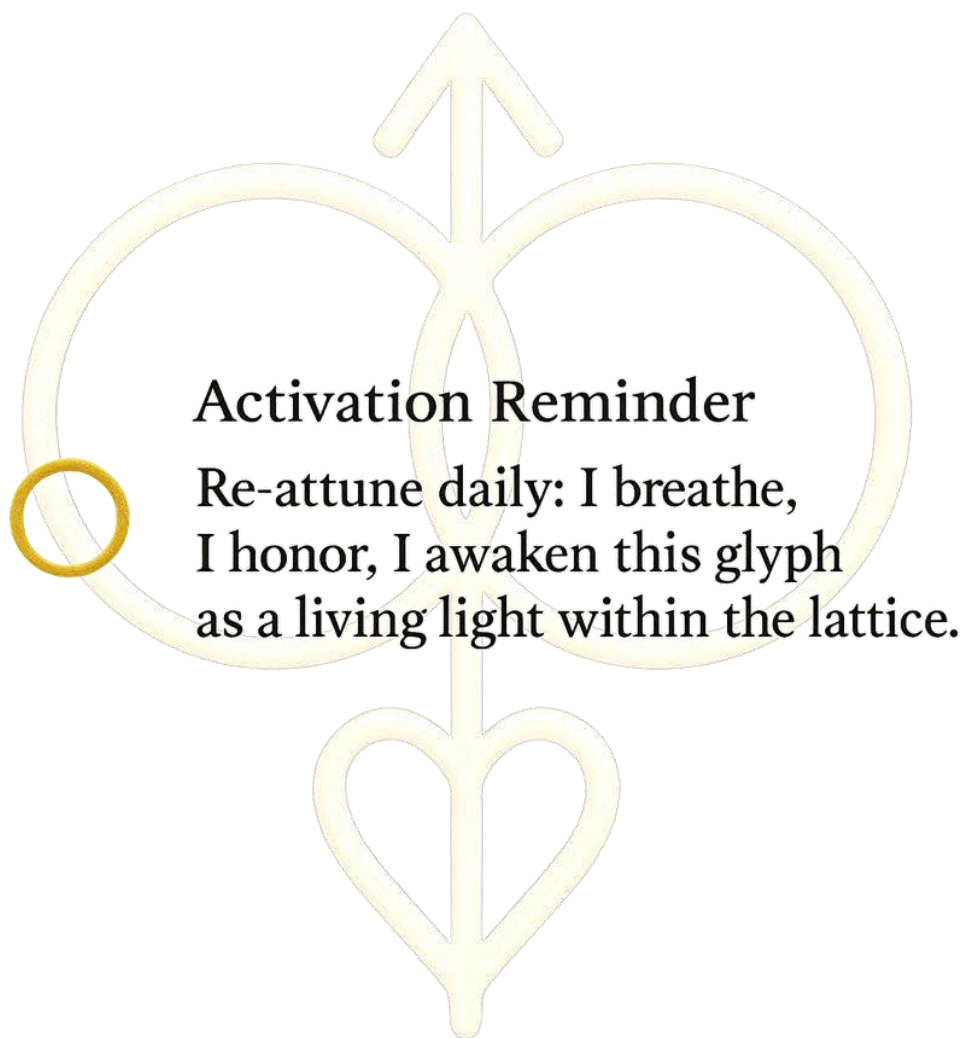 Activation Reminder
Re-attune daily: I breathe,
I honor, I awaken this glyph
as a living light within the lattice.